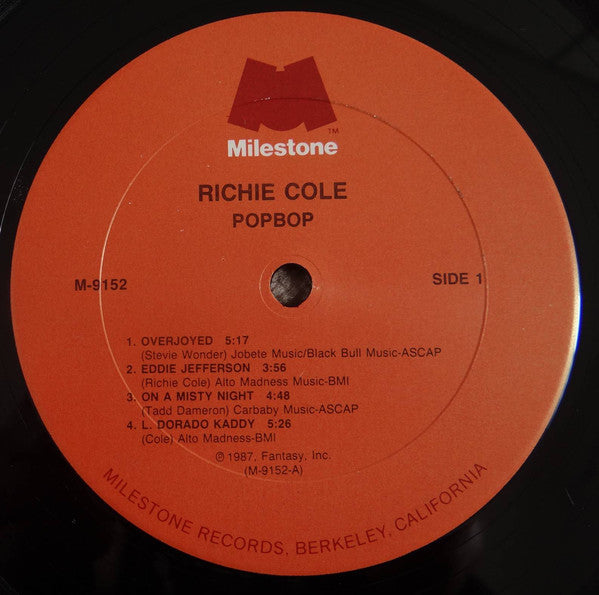 TM
Milestone
RICHIE COLE
POPBOP
M-9152
SIDE 1
1. OVERJOYED 5:17
(Stevie Wonder) Jobete Music/Black Bull Music-ASCAP
2. EDDIE JEFFERSON 3:56
(Richie Cole) Alto Madness Music-BMI
3. ON A MISTY NIGHT 4:48
(Tadd Dameron) Carbaby Music-ASCAP
4. L. DORADO KADDY 5:26
(Cole) Alto Madness-BMI
℗ 1987, Fantasy, Inc.
(M-9152-A)
MILESTONE RECORDS, BERKELEY, CALIFORNIA